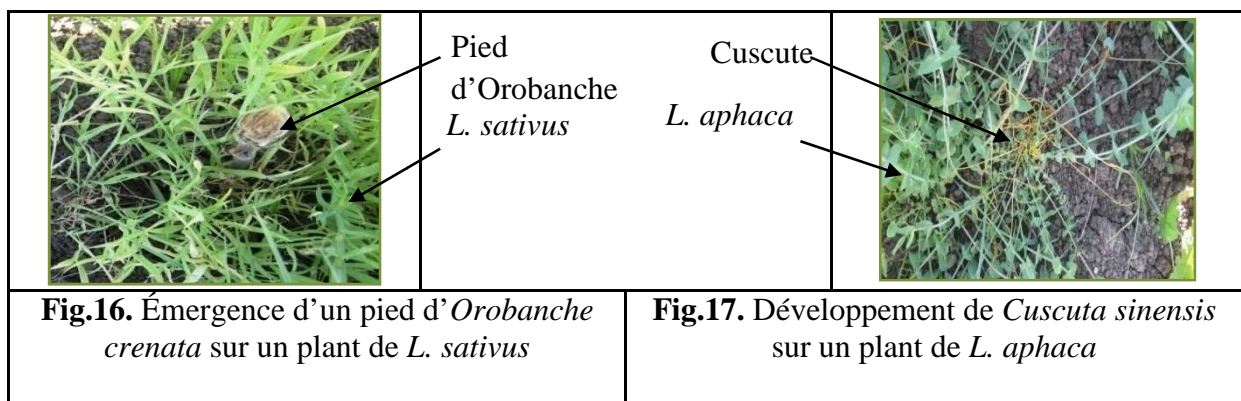 Pied
d’Orobanche
L. sativus
Cuscute
L. aphaca
Fig.16. Émergence d’un pied d’Orobanche
crenata sur un plant de L. sativus
Fig.17. Développement de Cuscuta sinensis
sur un plant de L. aphaca